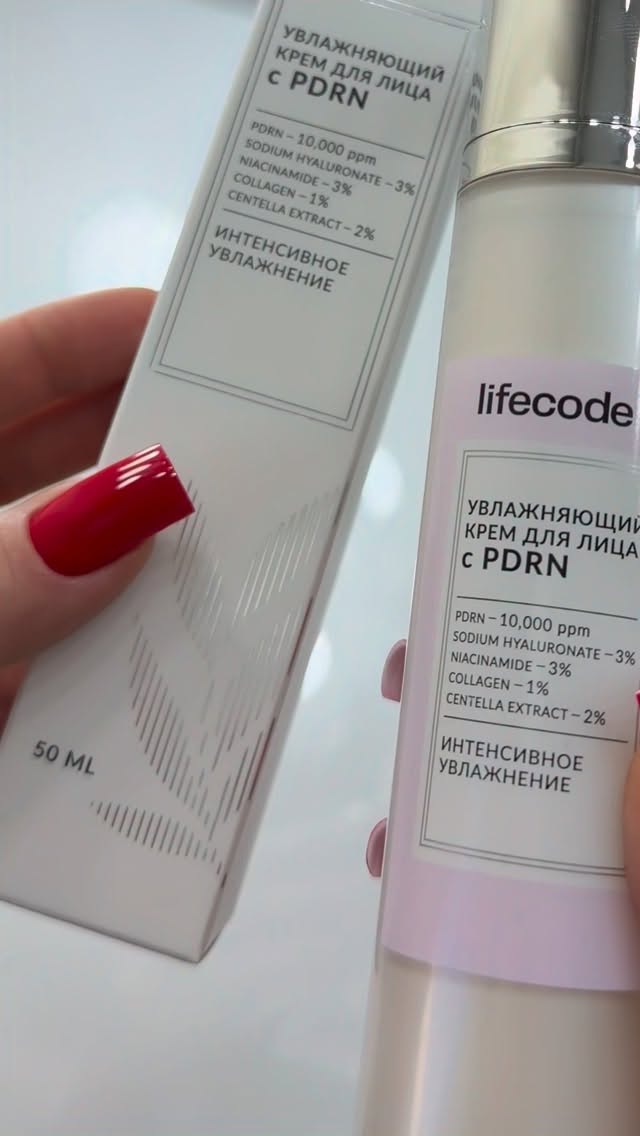 УВЛАЖНЯЮЩИЙ
КРЕМ ДЛЯ ЛИЦА
с PDRN
PDRN – 10,000 ppm
SODIUM HYALURONATE – 3%
NIACINAMIDE – 3%
COLLAGEN – 1%
CENTELLA EXTRACT – 2%
ИНТЕНСИВНОЕ
УВЛАЖНЕНИЕ
50 ML
lifecode
УВЛАЖНЯЮЩИЙ
КРЕМ ДЛЯ ЛИЦА
с PDRN
PDRN – 10,000 ppm
SODIUM HYALURONATE – 3%
NIACINAMIDE – 3%
COLLAGEN – 1%
CENTELLA EXTRACT – 2%
ИНТЕНСИВНОЕ
УВЛАЖНЕНИЕ